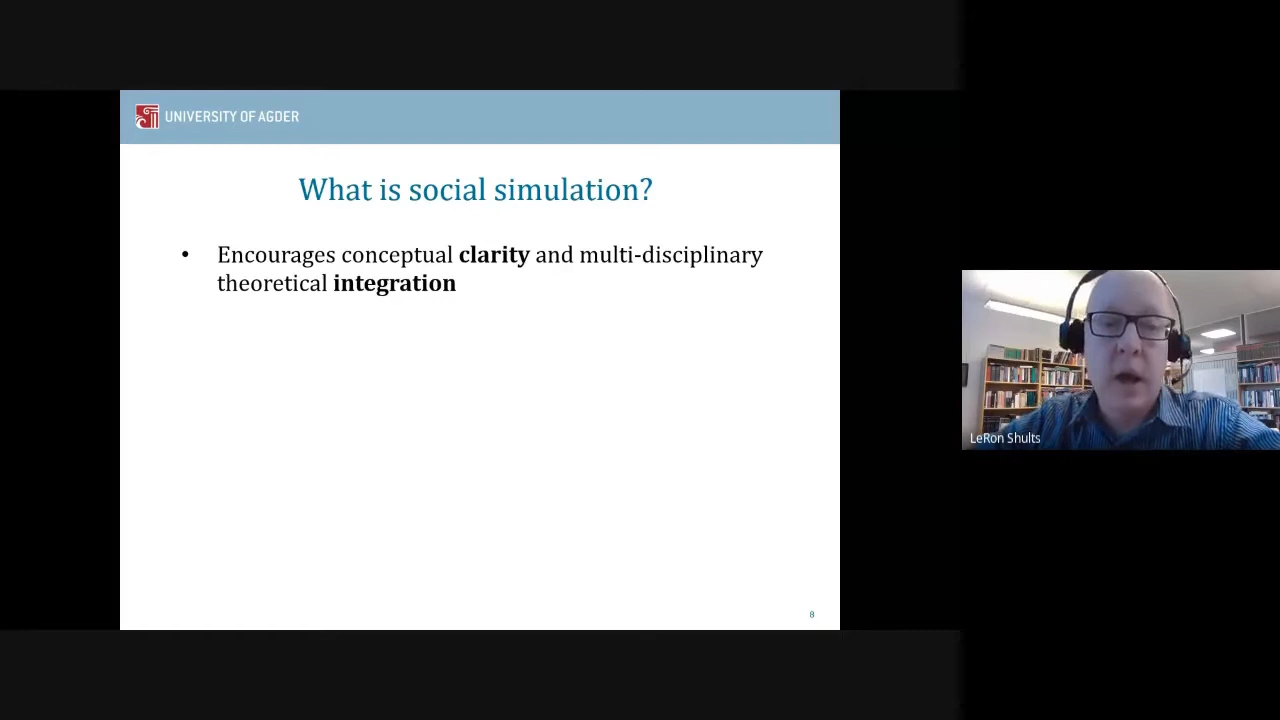 UNIVERSITY OF AGDER
What is social simulation?
• Encourages conceptual clarity and multi-disciplinary
theoretical integration
8
LeRon Shults